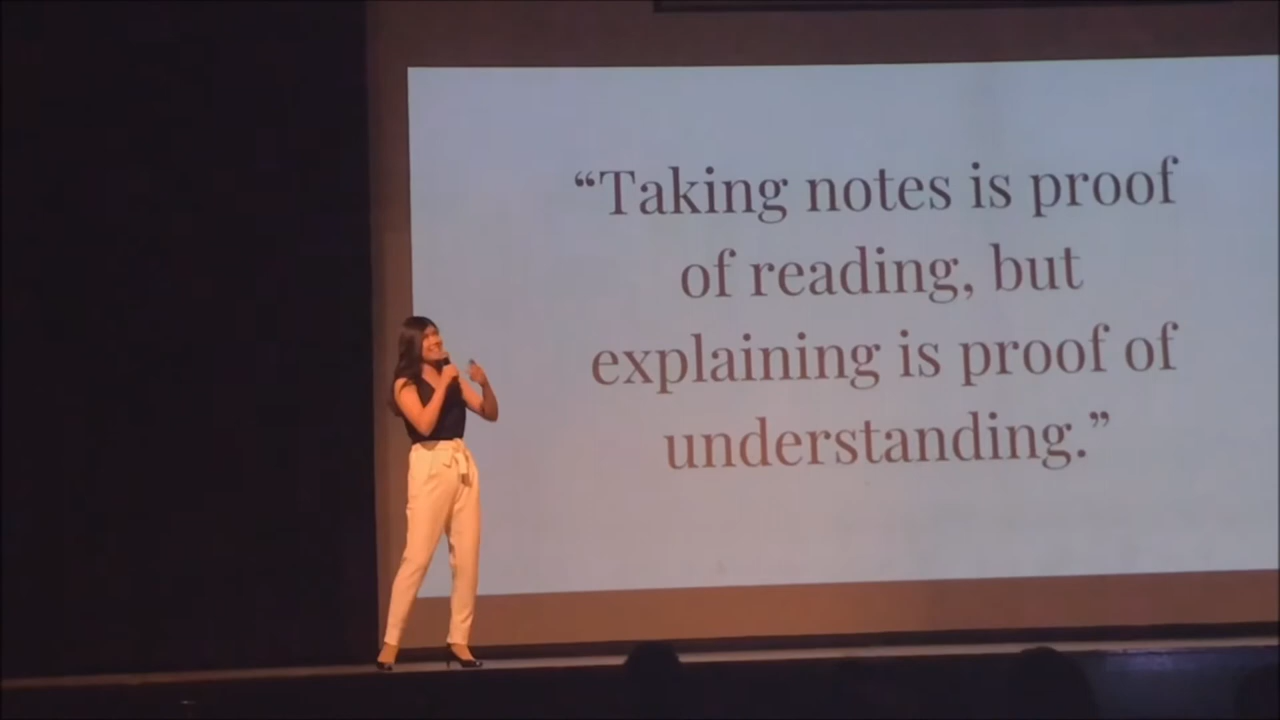 “Taking notes is proof
of reading, but
explaining is proof of
understanding.”